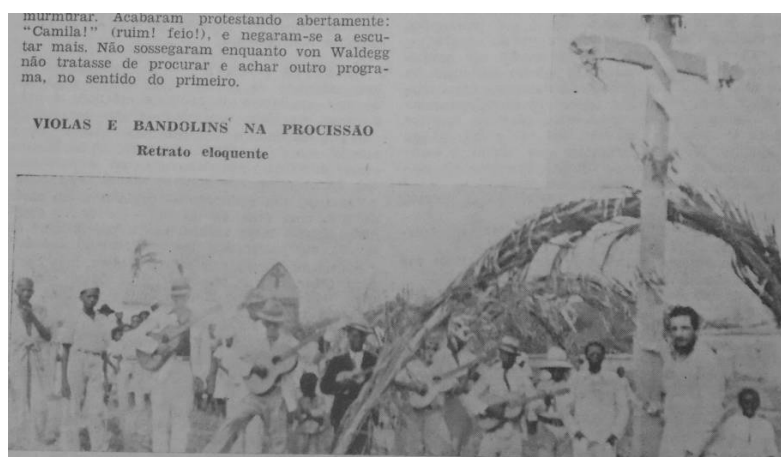 murmurar. Acabaram protestando abertamente:
"Camila!" (ruim! feio!), e negaram-se a escu-
tar mais. Não sossegaram enquanto von Waldegg
não tratasse de procurar e achar outro progra-
ma, no sentido do primeiro.
VIOLAS E BANDOLINS NA PROCISSÃO
Retrato eloquente